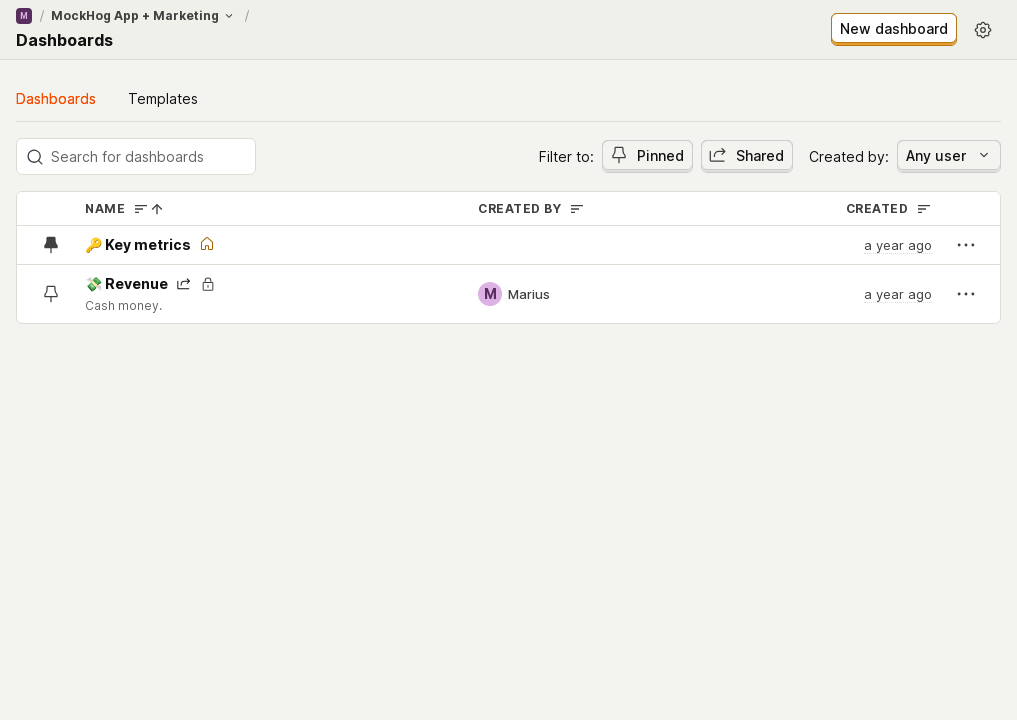 M / MockHog App + Marketing /
Dashboards
New dashboard
Dashboards Templates
Search for dashboards Filter to: Pinned Shared Created by: Any user
NAME CREATED BY CREATED
🔑 Key metrics a year ago
💸 Revenue
Cash money.
M Marius a year ago